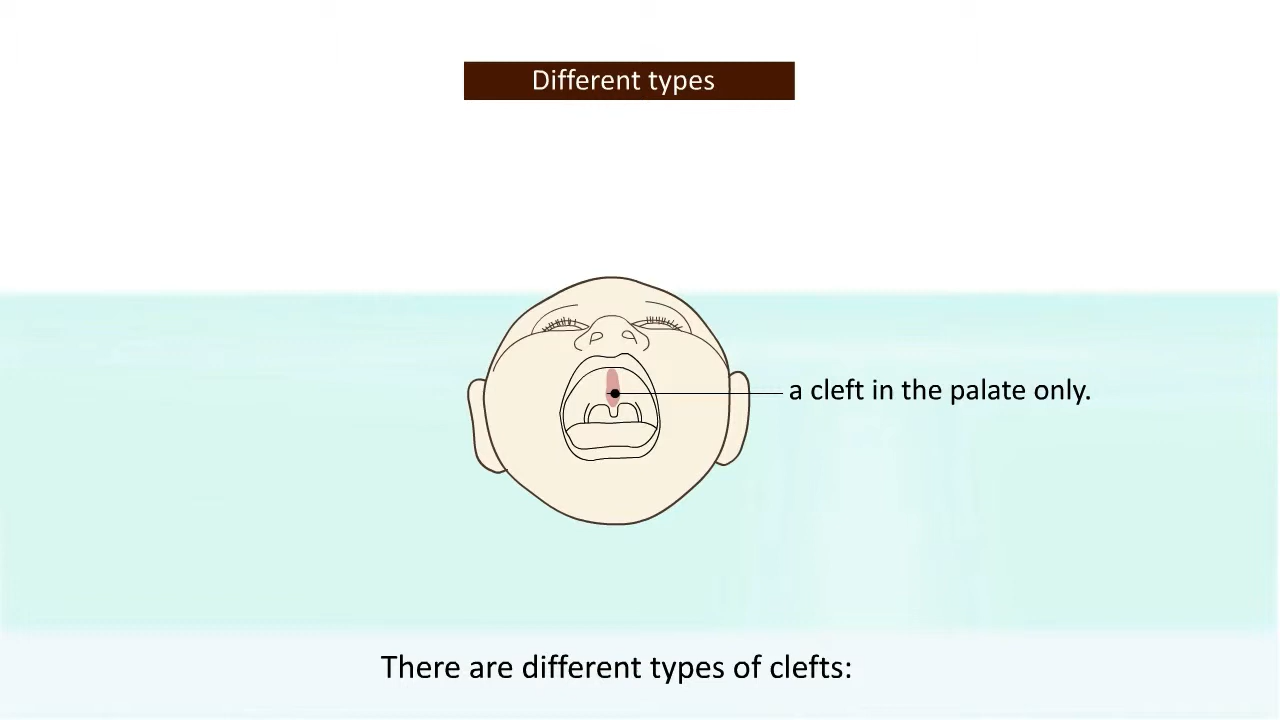 Different types
a cleft in the palate only.
There are different types of clefts: